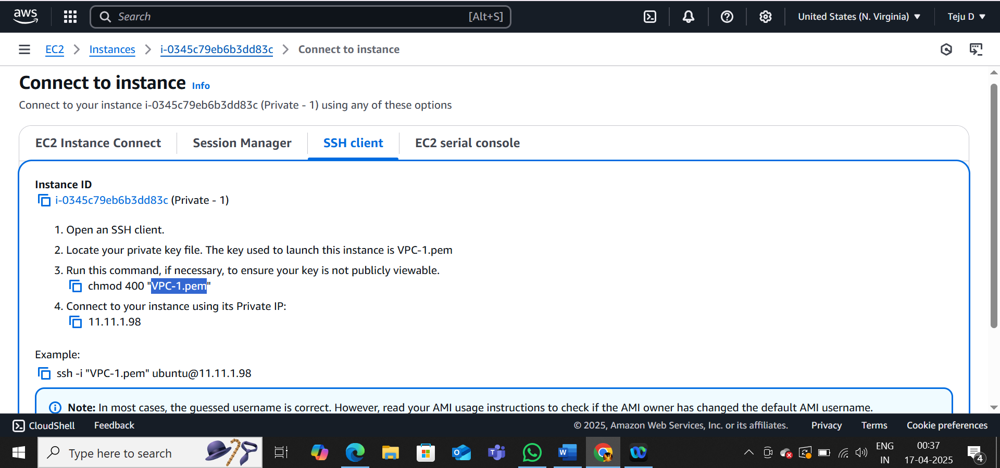 aws
Search [Alt+S]
United States (N. Virginia) ▼
Teju D ▼
EC2 > Instances > i-0345c79eb6b3dd83c > Connect to instance
Connect to instance Info
Connect to your instance i-0345c79eb6b3dd83c (Private - 1) using any of these options
EC2 Instance Connect
Session Manager
SSH client
EC2 serial console
Instance ID
i-0345c79eb6b3dd83c (Private - 1)
1. Open an SSH client.
2. Locate your private key file. The key used to launch this instance is VPC-1.pem
3. Run this command, if necessary, to ensure your key is not publicly viewable.
chmod 400 "VPC-1.pem"
4. Connect to your instance using its Private IP:
11.11.1.98
Example:
ssh -i "VPC-1.pem" ubuntu@11.11.1.98
Note: In most cases, the guessed username is correct. However, read your AMI usage instructions to check if the AMI owner has changed the default AMI username.
CloudShell
Feedback
© 2025, Amazon Web Services, Inc. or its affiliates.
Privacy
Terms
Cookie preferences
Type here to search
ENG
IN
00:37
17-04-2025
4